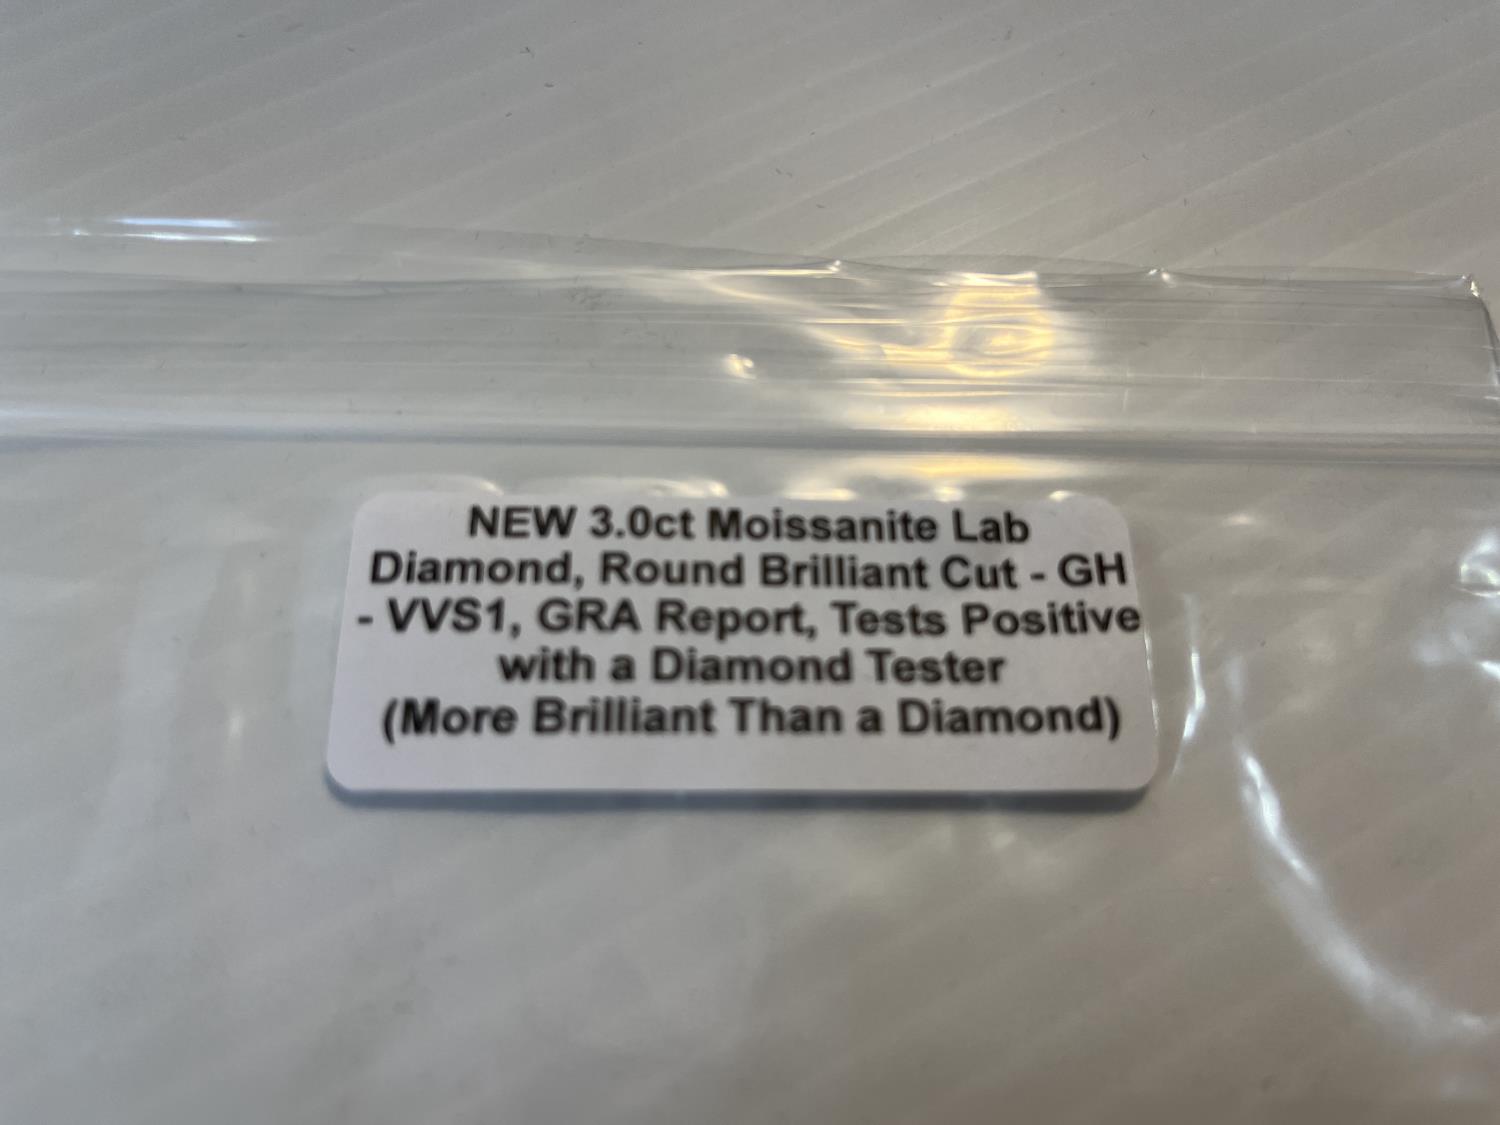 NEW 3.0ct Moissanite Lab
Diamond, Round Brilliant Cut - GH
- VVS1, GRA Report, Tests Positive
with a Diamond Tester
(More Brilliant Than a Diamond)